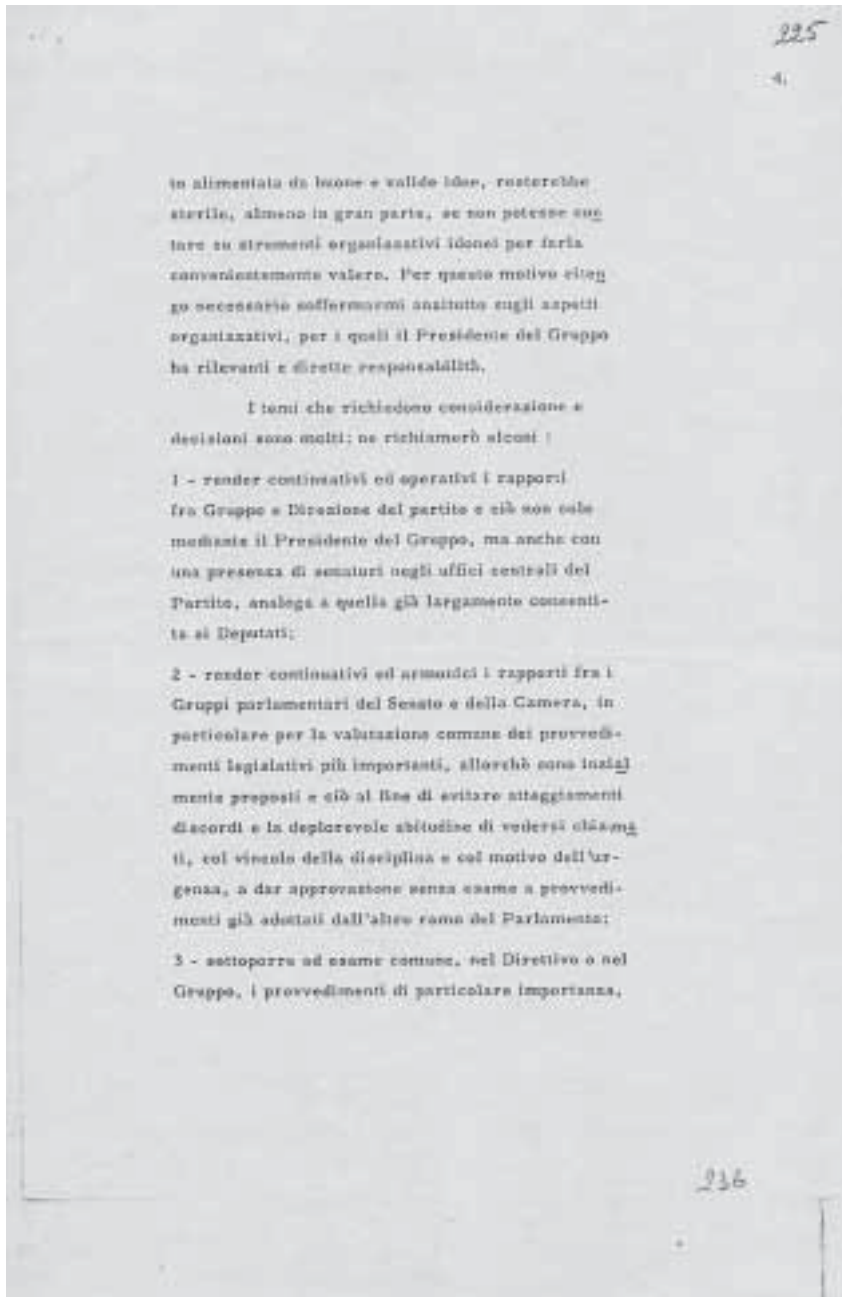 225
4.
to alimentata da buone e valide idee, resterebbe
sterile, almeno in gran parte, se non potesse con
tare su strumenti organizzativi idonei per farla
convenientemente valere. Per questo motivo riten
go necessario soffermarmi anzitutto sugli aspetti
organizzativi, per i quali il Presidente del Gruppo
ha rilevanti e dirette responsabilità.
I temi che richiedono considerazione e
decisioni sono molti; ne richiamerò alcuni :
1 - render continuativi ed operativi i rapporti
fra Gruppo e Direzione del partito e ciò non solo
mediante il Presidente del Gruppo, ma anche con
una presenza di senatori negli uffici centrali del
Partito, analoga a quella già largamente consenti-
ta ai Deputati;
2 - render continuativi ed armonici i rapporti fra i
Gruppi parlamentari del Senato e della Camera, in
particolare per la valutazione comune dei provvedi-
menti legislativi più importanti, allorchè sono inzial
mente proposti e ciò al fine di evitare atteggiamenti
discordi e la deplorevole abitudine di vedersi chiama
ti, col vincolo della disciplina e col motivo dell'ur-
genza, a dar approvazione senza esame a provvedi-
menti già adottati dall'altro ramo del Parlamento;
3 - sottoporre ad esame comune, nel Direttivo o nel
Gruppo, i provvedimenti di particolare importanza,
236